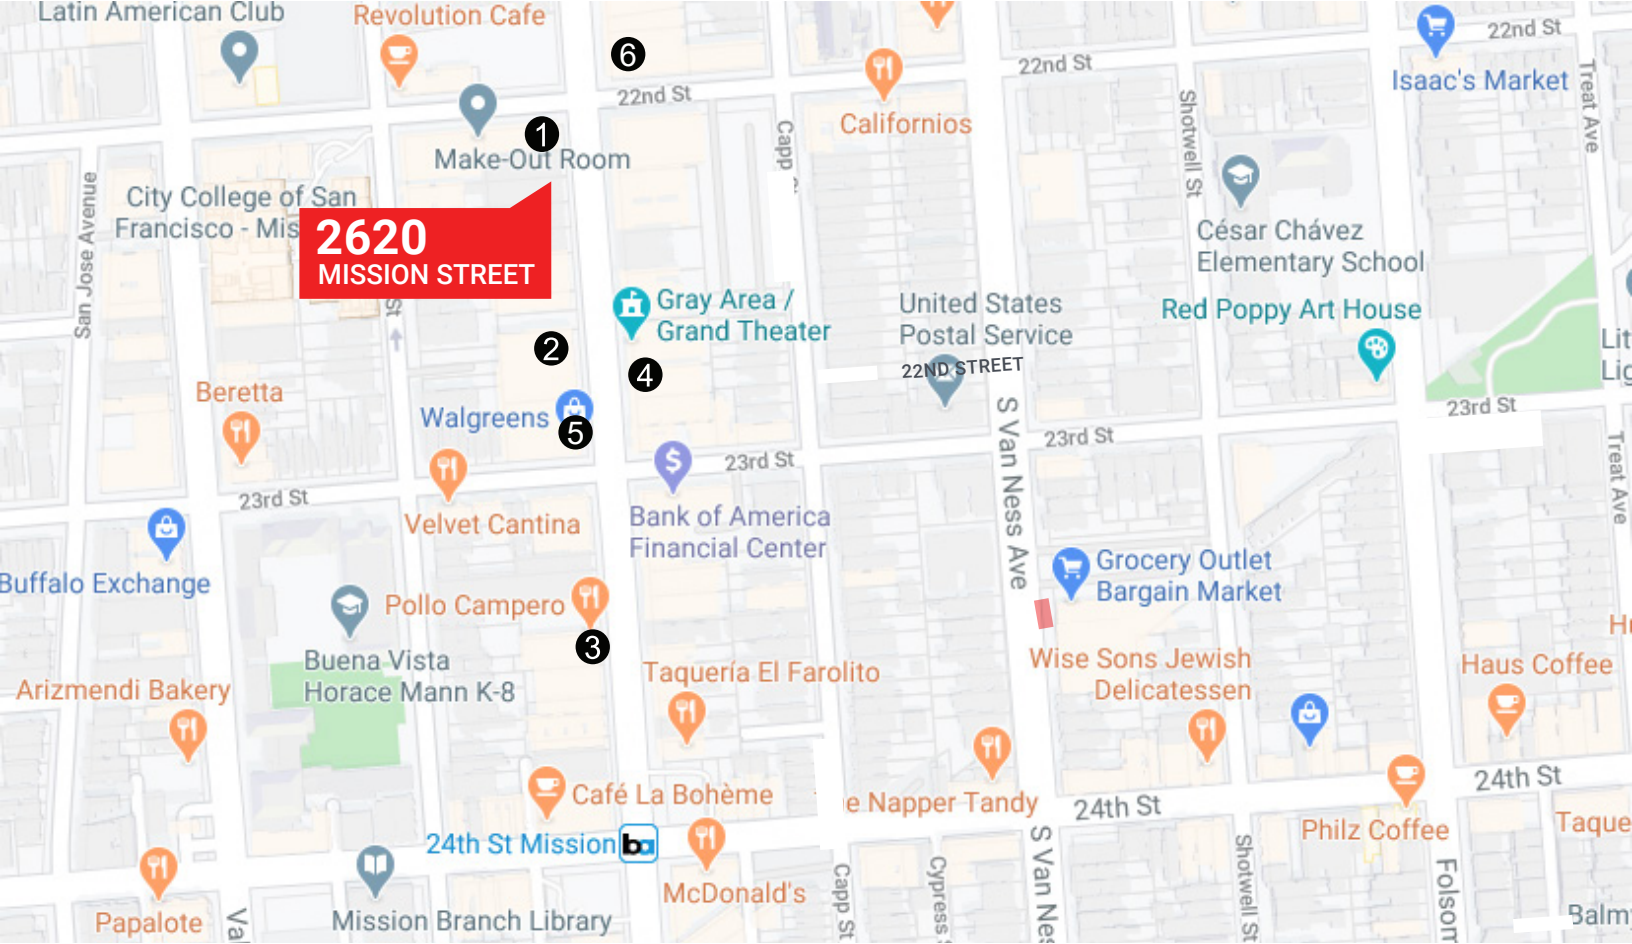 Latin American Club
Revolution Cafe
6
22nd St
22nd St
22nd St
Isaac's Market
Treat Ave
Californios
Capp
Shotwell St
1
Make-Out Room
San Jose Avenue
City College of San
Francisco - Mis
2620
MISSION STREET
St
César Chávez
Elementary School
Gray Area /
Grand Theater
United States
Postal Service
22ND STREET
Red Poppy Art House
Lit
Lig
2
4
Beretta
Walgreens
5
23rd St
23rd St
23rd St
23rd St
S Van Ness Ave
Treat Ave
$
Velvet Cantina
Bank of America
Financial Center
Buffalo Exchange
Grocery Outlet
Bargain Market
Pollo Campero
3
Buena Vista
Horace Mann K-8
Arizmendi Bakery
Taquería El Farolito
Wise Sons Jewish
Delicatessen
Haus Coffee
24th St
24th St
Café La Bohème
e Napper Tandy
24th St Mission
ba
Philz Coffee
Taque
McDonald's
Papalote
Val
Mission Branch Library
Capp St
Cypress S
S Van Nes
Shotwell St
Folsom
Balm